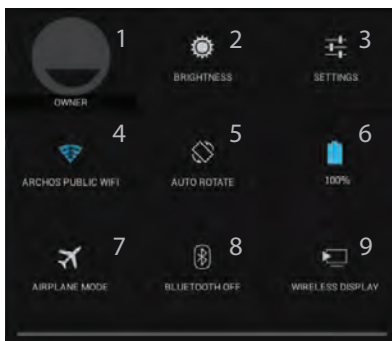 1 2 3
OWNER BRIGHTNESS SETTINGS
4 5 6
ARCHOS PUBLIC WIFI AUTO ROTATE 100%
7 8 9
AIRPLANE MODE BLUETOOTH OFF WIRELESS DISPLAY